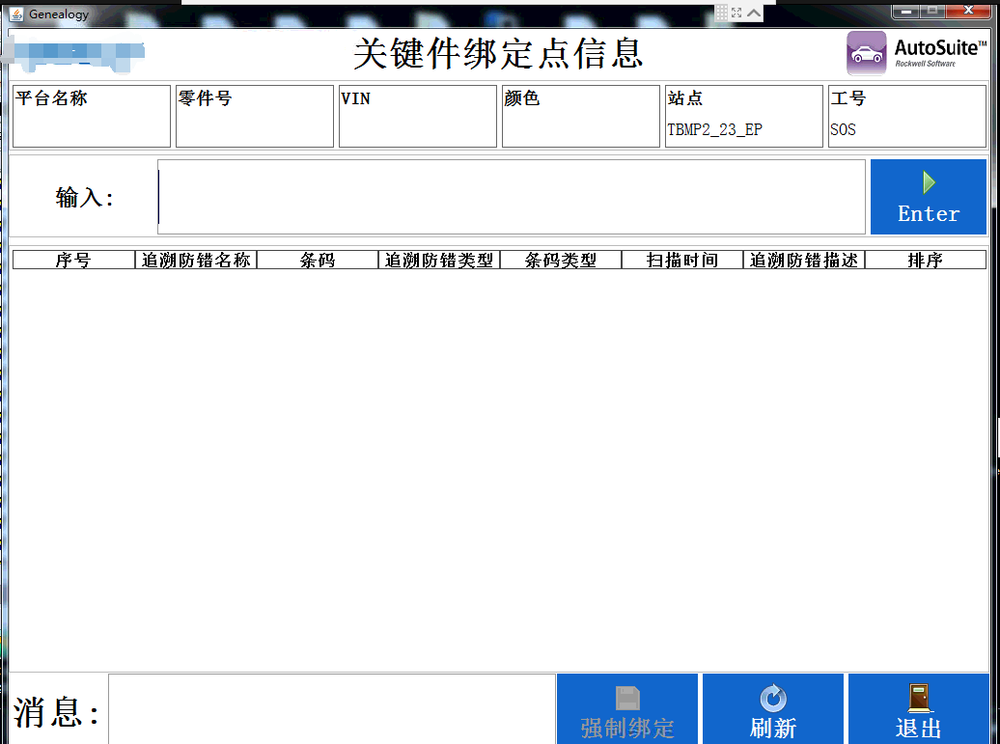 Genealogy
关键件绑定点信息
AutoSuite™
Rockwell Software
平台名称
零件号
VIN
颜色
站点
TBMP2_23_EP
工号
SOS
输入:
Enter
序号
追溯防错名称
条码
追溯防错类型
条码类型
扫描时间
追溯防错描述
排序
消息:
强制绑定
刷新
退出